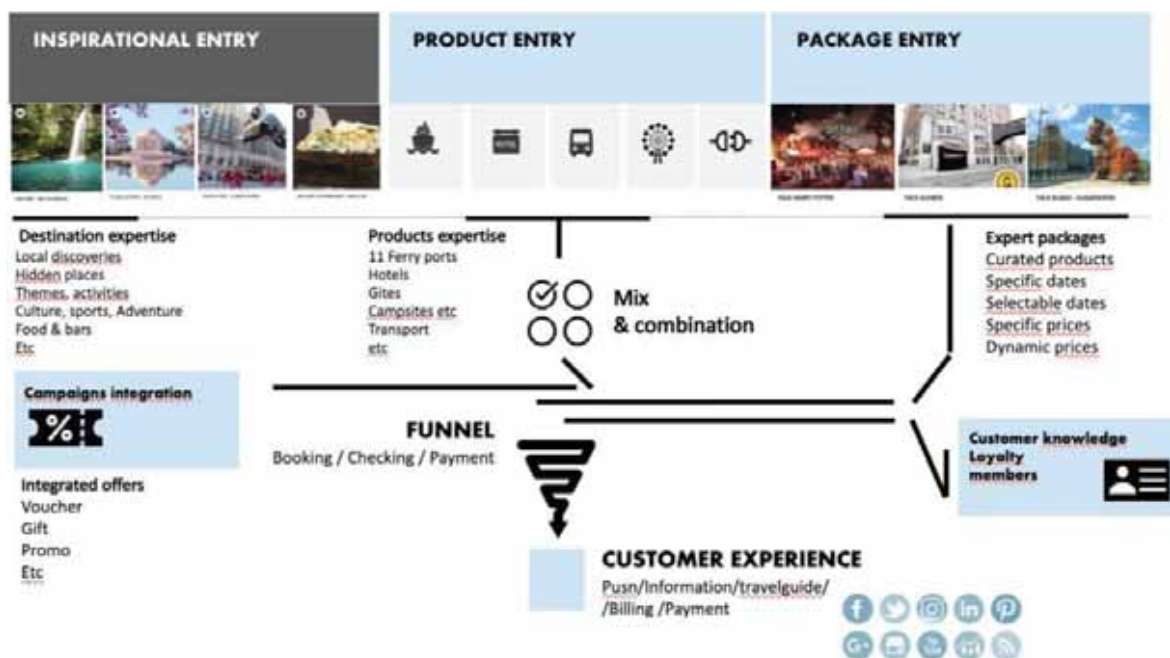 INSPIRATIONAL ENTRY
PRODUCT ENTRY
PACKAGE ENTRY
HOTEL
Destination expertise
Local discoveries
Hidden places
Themes, activities
Culture, sports, Adventure
Food & bars
Etc
Products expertise
11 Ferry ports
Hotels
Gites
Campsites etc
Transport
etc
Mix
& combination
Expert packages
Curated products
Specific dates
Selectable dates
Specific prices
Dynamic prices
Campaigns integration
%
Integrated offers
Voucher
Gift
Promo
Etc
FUNNEL
Booking / Checking / Payment
Customer knowledge
Loyalty
members
CUSTOMER EXPERIENCE
Pusn/Information/travelguide/
/Billing /Payment